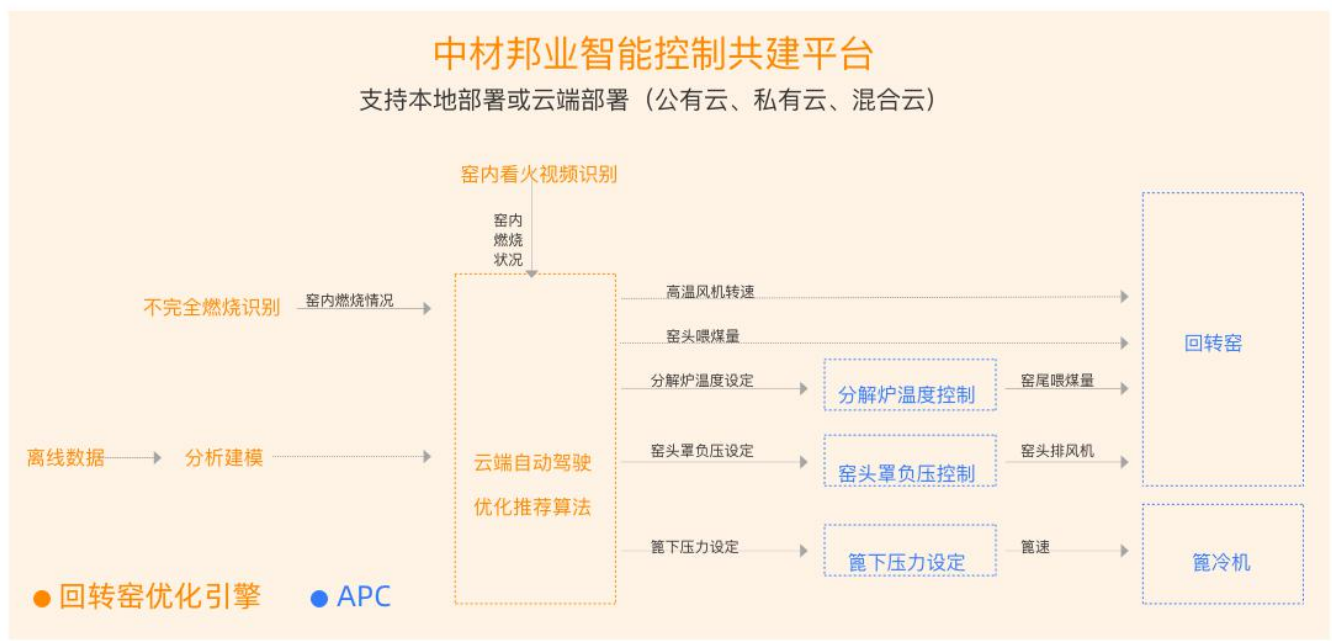 中材邦业智能控制共建平台
支持本地部署或云端部署（公有云、私有云、混合云）
窑内看火视频识别
窑内
燃烧
状况
不完全燃烧识别
窑内燃烧情况
高温风机转速
窑头喂煤量
回转窑
分解炉温度设定
分解炉温度控制
窑尾喂煤量
离线数据
分析建模
云端自动驾驶
优化推荐算法
窑头罩负压设定
窑头罩负压控制
窑头排风机
篦下压力设定
篦下压力设定
篦速
篦冷机
回转窑优化引擎
APC